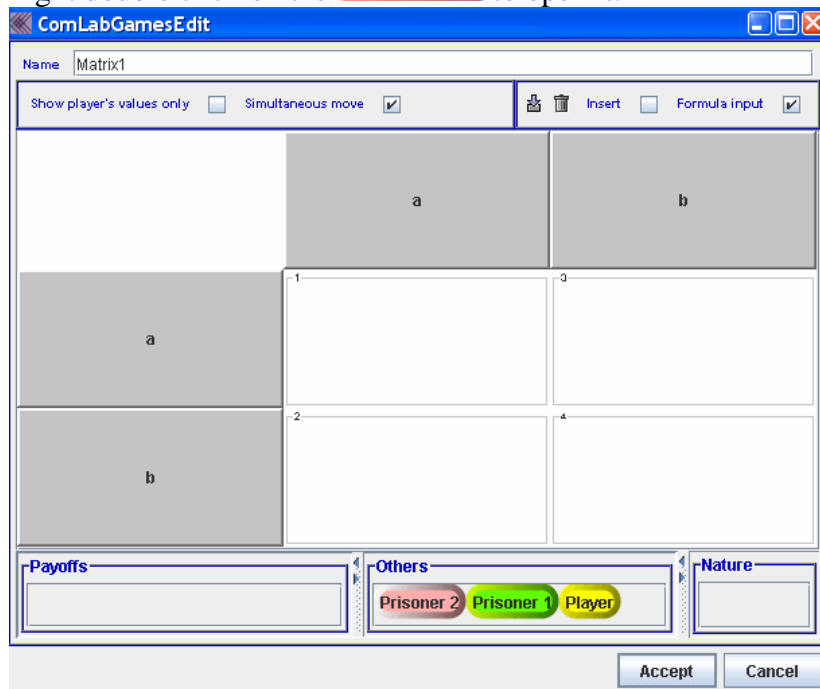 ComLabGamesEdit
Name Matrix1
Show player's values only Simultaneous move Insert Formula input
a b
1 3
a
2 4
b
Payoffs Others Nature
Prisoner 2 Prisoner 1 Player
Accept Cancel